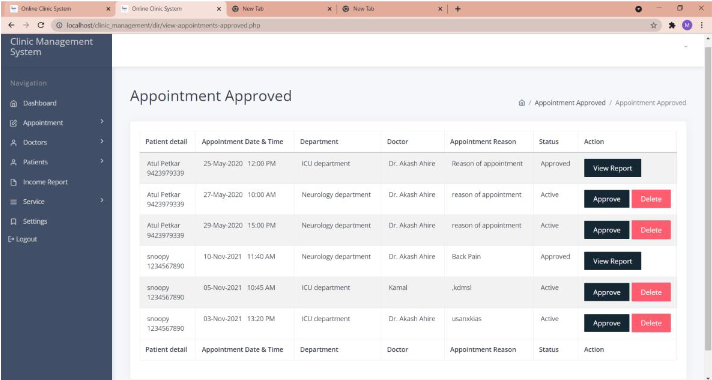 Online Clinic System
Online Clinic System
New Tab
New Tab
localhost/clinic_management/dir/view-appointments-approved.php
M
Clinic Management
System
Navigation
Dashboard
Appointment
Doctors
Patients
Income Report
Service
Settings
Logout
Appointment Approved
/ Appointment Approved / Appointment Approved
Patient detail Appointment Date & Time Department Doctor Appointment Reason Status Action
Atul Petkar 25-May-2020 12:00 PM ICU department Dr. Akash Ahire Reason of appointment Approved View Report
9423979339
Atul Petkar 27-May-2020 10:00 AM Neurology department Dr. Akash Ahire reason of appointment Active Approve Delete
9423979339
Atul Petkar 29-May-2020 15:00 PM Neurology department Dr. Akash Ahire reason of appointment Active Approve Delete
9423979339
snoopy 10-Nov-2021 11:40 AM Neurology department Dr. Akash Ahire Back Pain Approved View Report
1234567890
snoopy 05-Nov-2021 10:45 AM ICU department Kamal .kdmsl Active Approve Delete
1234567890
snoopy 03-Nov-2021 13:20 PM ICU department Dr. Akash Ahire usanxkias Active Approve Delete
1234567890
Patient detail Appointment Date & Time Department Doctor Appointment Reason Status Action